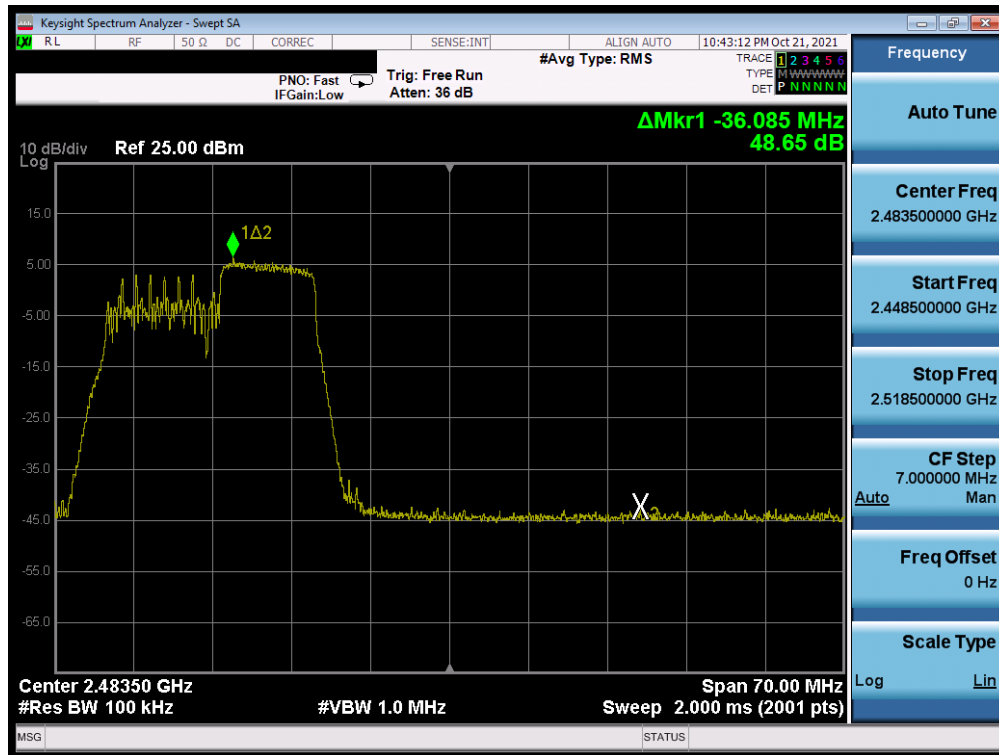 Keysight Spectrum Analyzer - Swept SA
LXI RL RF 50 Ω DC CORREC SENSE:INT ALIGN AUTO 10:43:12 PM Oct 21, 2021
#Avg Type: RMS TRACE 1 2 3 4 5 6
PNO: Fast Trig: Free Run TYPE M WWWWW
IFGain:Low Atten: 36 dB DET P N N N N N
ΔMkr1 -36.085 MHz
48.65 dB
10 dB/div Ref 25.00 dBm
Log
15.0
1Δ2
5.00
-5.00
-15.0
-25.0
-35.0
X2
-45.0
-55.0
-65.0
Center 2.48350 GHz Span 70.00 MHz
#Res BW 100 kHz #VBW 1.0 MHz Sweep 2.000 ms (2001 pts)
MSG STATUS
Frequency
Auto Tune
Center Freq
2.483500000 GHz
Start Freq
2.448500000 GHz
Stop Freq
2.518500000 GHz
CF Step
7.000000 MHz
Auto Man
Freq Offset
0 Hz
Scale Type
Log Lin